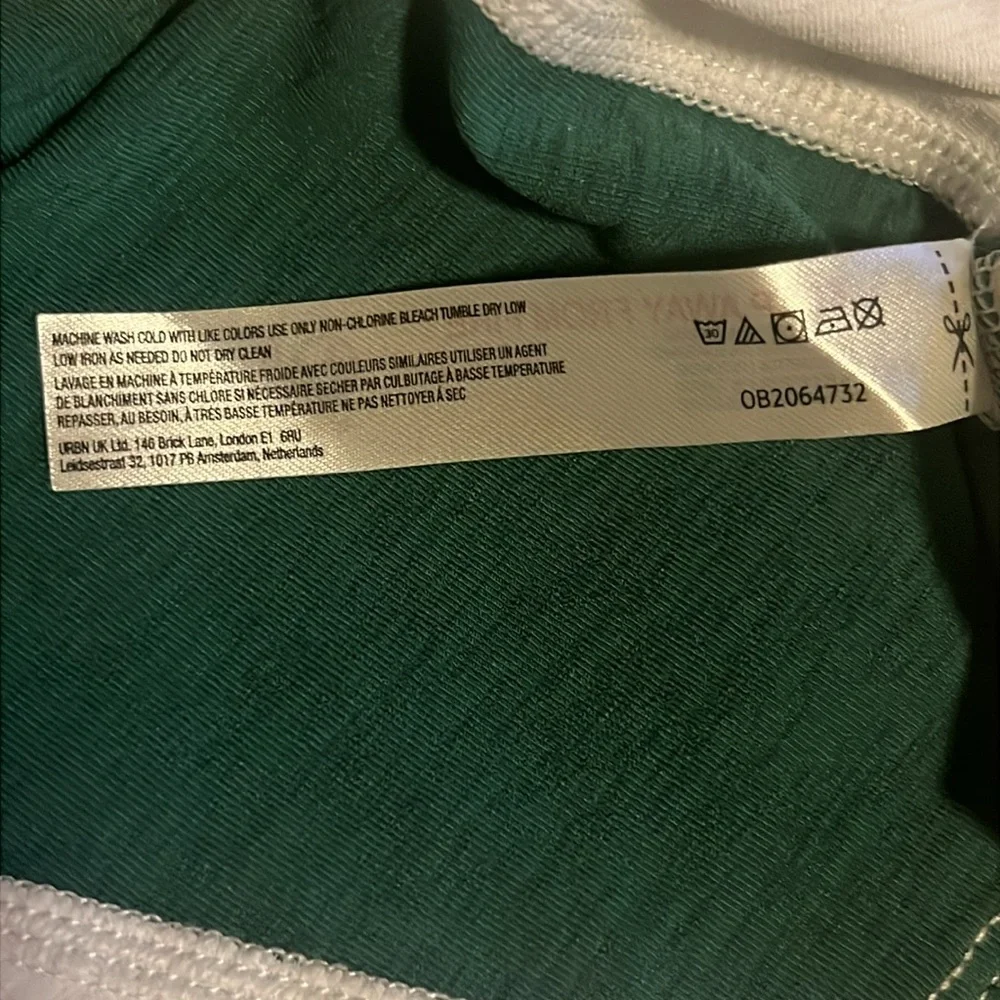 MACHINE WASH COLD WITH LIKE COLORS USE ONLY NON-CHLORINE BLEACH TUMBLE DRY LOW
LOW IRON AS NEEDED DO NOT DRY CLEAN
LAVAGE EN MACHINE À TEMPÉRATURE FROIDE AVEC COULEURS SIMILAIRES UTILISER UN AGENT
DE BLANCHIMENT SANS CHLORE SI NÉCESSAIRE SECHER PAR CULBUTAGE À BASSE TEMPERATURE
REPASSER, AU BESOIN, À TRÉS BASSE TEMPÉRATURE NE PAS NETTOYER À SEC
URBN UK Ltd. 146 Brick Lane, London E1 6RU
Leidsestraat 32, 1017 PB Amsterdam, Netherlands
30
OB2064732